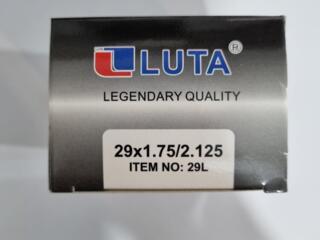 LUTA®
LEGENDARY QUALITY
29x1.75/2.125
ITEM NO: 29L